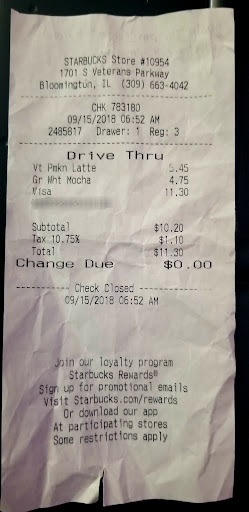 STARBUCKS Store #10954
1701 S Veterans Parkway
Bloomington, IL (309) 663-4042
CHK 783180
09/15/2018 06:52 AM
2485817 Drawer: 1 Reg: 3
Drive Thru
Vt Pmkn Latte 5.45
Gr Wht Mocha 4.75
Visa 11.30
Subtotal $10.20
Tax 10.75% $1.10
Total $11.30
Change Due $0.00
Check Closed
09/15/2018 06:52 AM
Join our loyalty program
Starbucks Rewards®
Sign up for promotional emails
Visit Starbucks.com/rewards
Or download our app
At participating stores
Some restrictions apply